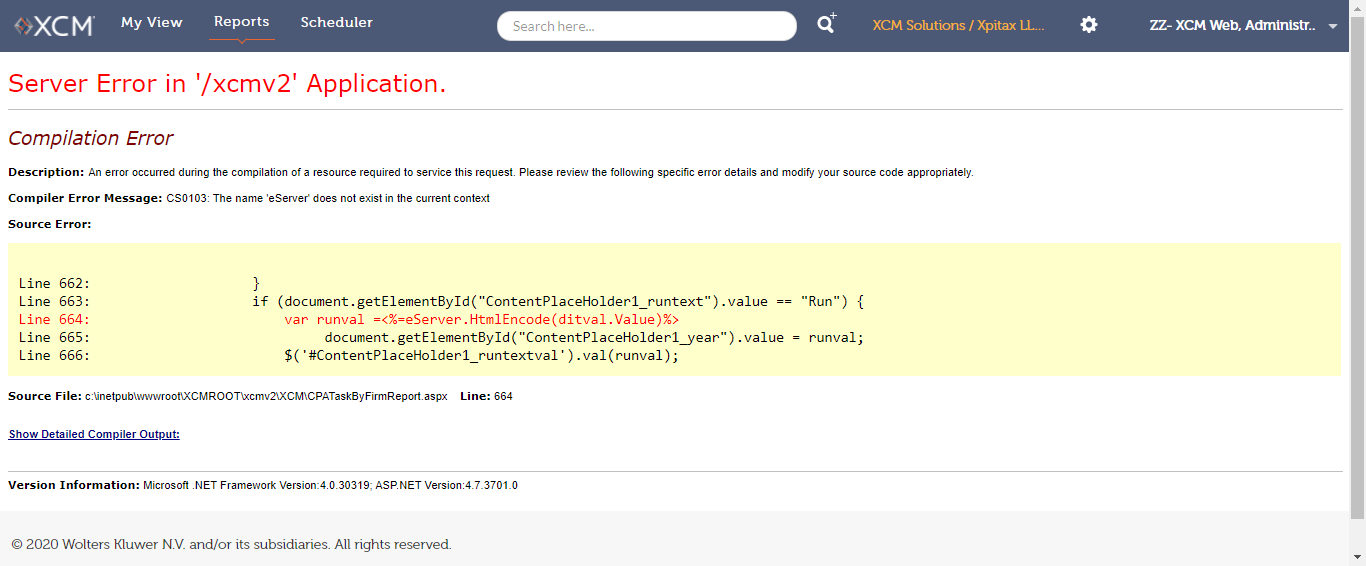 XCM My View Reports Scheduler Search here... XCM Solutions / Xpitax LL... ZZ- XCM Web, Administr..
Server Error in '/xcmv2' Application.
Compilation Error
Description: An error occurred during the compilation of a resource required to service this request. Please review the following specific error details and modify your source code appropriately.
Compiler Error Message: CS0103: The name 'eServer' does not exist in the current context
Source Error:
Line 662:                    }
Line 663:                    if (document.getElementById("ContentPlaceHolder1_runtext").value == "Run") {
Line 664:                        var runval =<%=eServer.HtmlEncode(ditval.Value)%>
Line 665:                             document.getElementById("ContentPlaceHolder1_year").value = runval;
Line 666:                        $('#ContentPlaceHolder1_runtextval').val(runval);
Source File: c:\inetpub\wwwroot\XCMROOT\xcmv2\XCM\CPATaskByFirmReport.aspx    Line: 664
Show Detailed Compiler Output:
Version Information: Microsoft .NET Framework Version:4.0.30319; ASP.NET Version:4.7.3701.0
© 2020 Wolters Kluwer N.V. and/or its subsidiaries. All rights reserved.